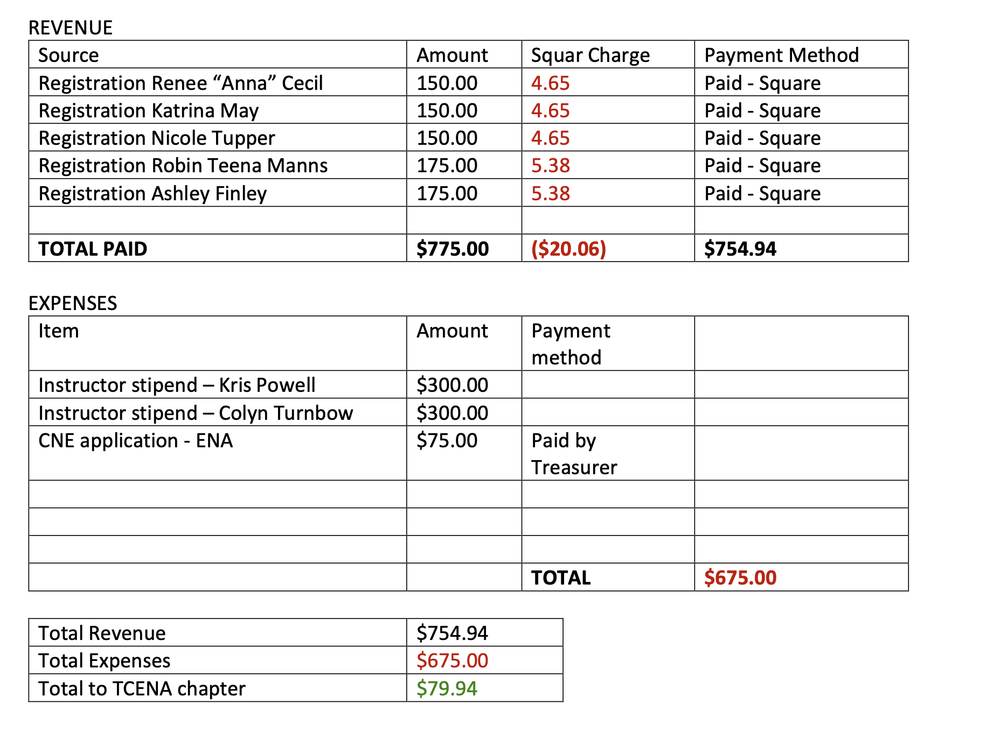 REVENUE
Source Amount Squar Charge Payment Method
Registration Renee “Anna” Cecil 150.00 4.65 Paid - Square
Registration Katrina May 150.00 4.65 Paid - Square
Registration Nicole Tupper 150.00 4.65 Paid - Square
Registration Robin Teena Manns 175.00 5.38 Paid - Square
Registration Ashley Finley 175.00 5.38 Paid - Square
TOTAL PAID $775.00 ($20.06) $754.94
EXPENSES
Item Amount Payment
method
Instructor stipend – Kris Powell $300.00
Instructor stipend – Colyn Turnbow $300.00
CNE application - ENA $75.00 Paid by
Treasurer
TOTAL $675.00
Total Revenue $754.94
Total Expenses $675.00
Total to TCENA chapter $79.94